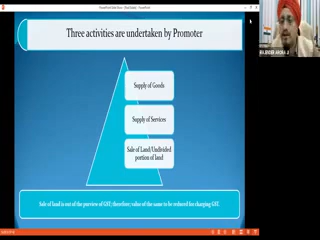 Three activities are undertaken by Promoter
Supply of Goods
Supply of Services
Sale of Land/Undivided
portion of land
Sale of land is out of the purview of GST; therefore; value of the same to be reduced for charging GST.